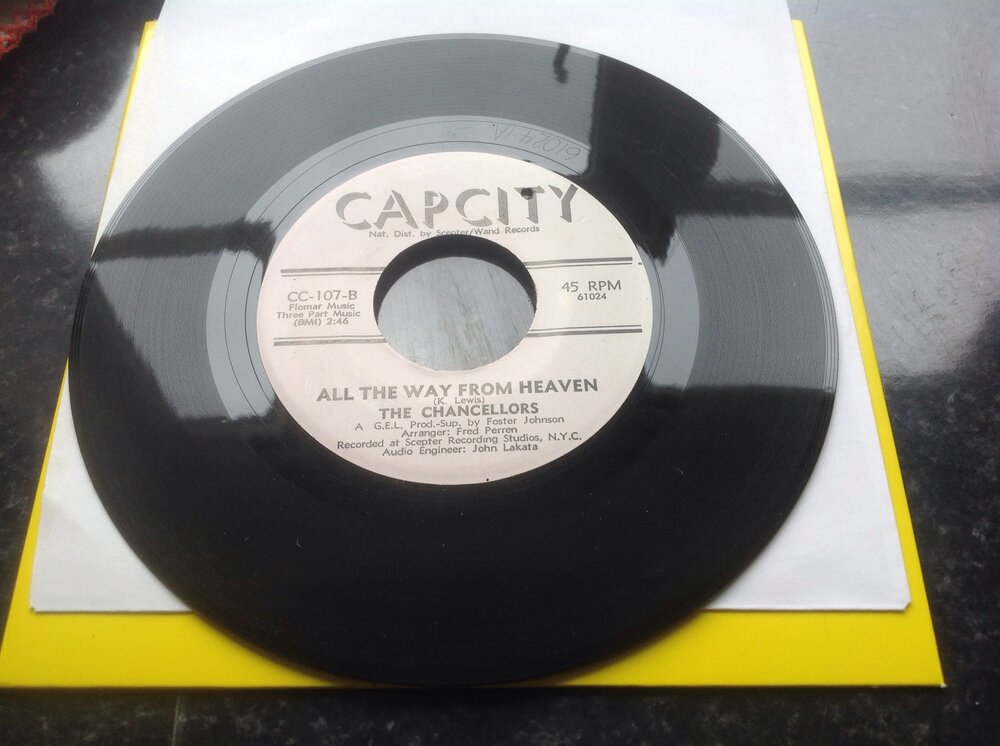 61024-1A
CAPCITY
Nat. Dist. by Scepter/Wand Records
CC-107-B
Flomar Music
Three Part Music
(BMI) 2:46
45 RPM
61024
ALL THE WAY FROM HEAVEN
(K. Lewis)
THE CHANCELLORS
A G.E.L. Prod.-Sup. by Foster Johnson
Arranger: Fred Perren
Recorded at Scepter Recording Studios, N.Y.C.
Audio Engineer: John Lakata